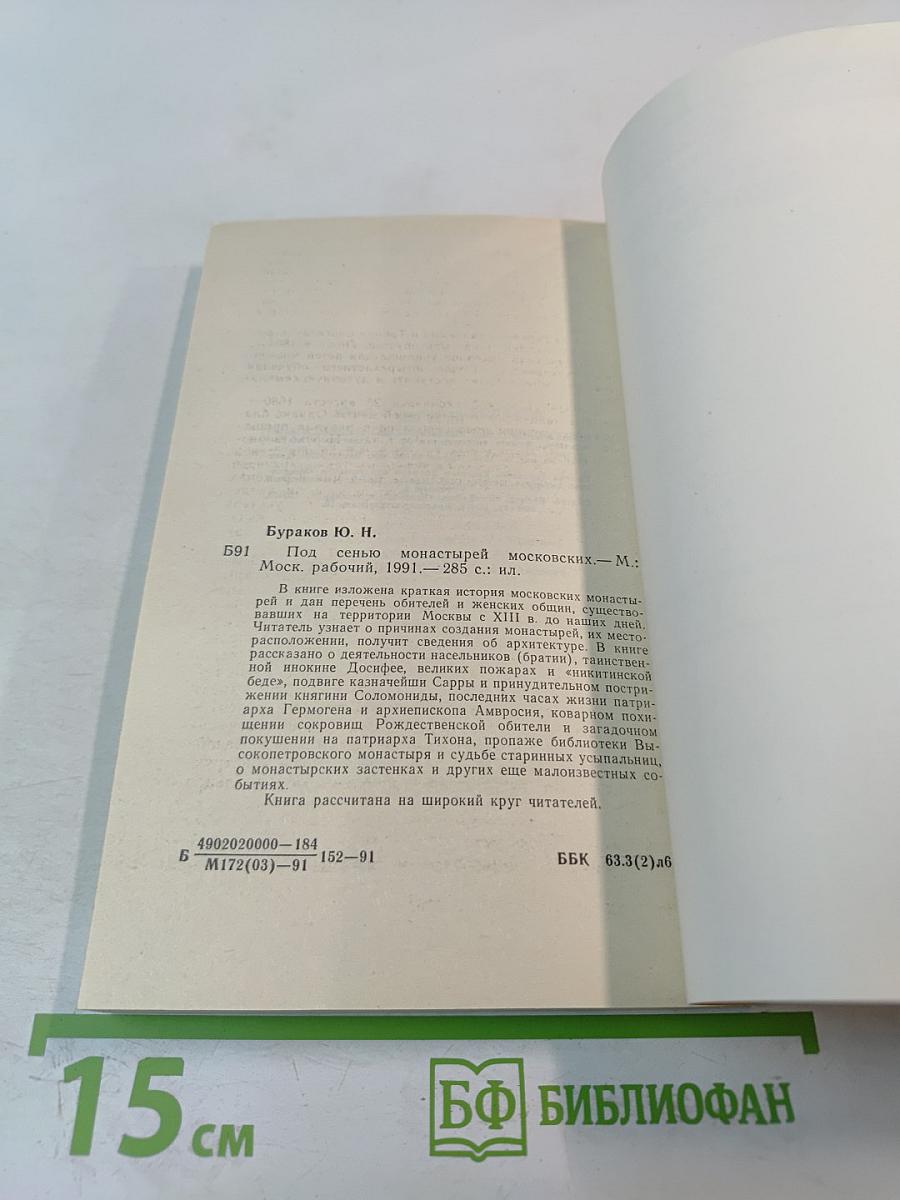 Бураков Ю. Н.
Б91 Под сенью монастырей московских.— М.:
Моск. рабочий, 1991.— 285 с.: ил.
В книге изложена краткая история московских монасты-
рей и дан перечень обителей и женских общин, существо-
вавших на территории Москвы с XIII в. до наших дней.
Читатель узнает о причинах создания монастырей, их место-
расположении, получит сведения об архитектуре. В книге
рассказано о деятельности насельников (братии), таинствен-
ной инокине Досифее, великих пожарах и «никитинской
беде», подвиге казначейши Сарры и принудительном постри-
жении княгини Соломониды, последних часах жизни патри-
арха Гермогена и архиепископа Амвросия, коварном похи-
щении сокровищ Рождественской обители и загадочном
покушении на патриарха Тихона, пропаже библиотеки Вы-
сокопетровского монастыря и судьбе старинных усыпальниц,
о монастырских застенках и других еще малоизвестных со-
бытиях.
Книга рассчитана на широкий круг читателей.
Б 4902020000—184
М172(03)—91 152—91
ББК 63.3(2)л6
15 см
БФ БИБЛИОФАН